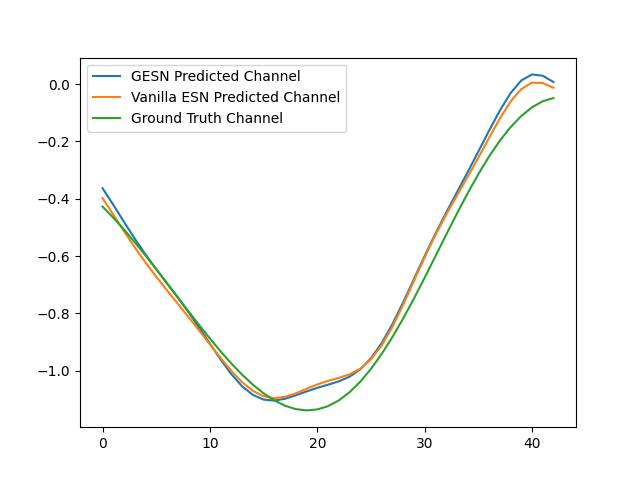 GESN Predicted Channel
Vanilla ESN Predicted Channel
Ground Truth Channel
0.0
−0.2
−0.4
−0.6
−0.8
−1.0
0 10 20 30 40